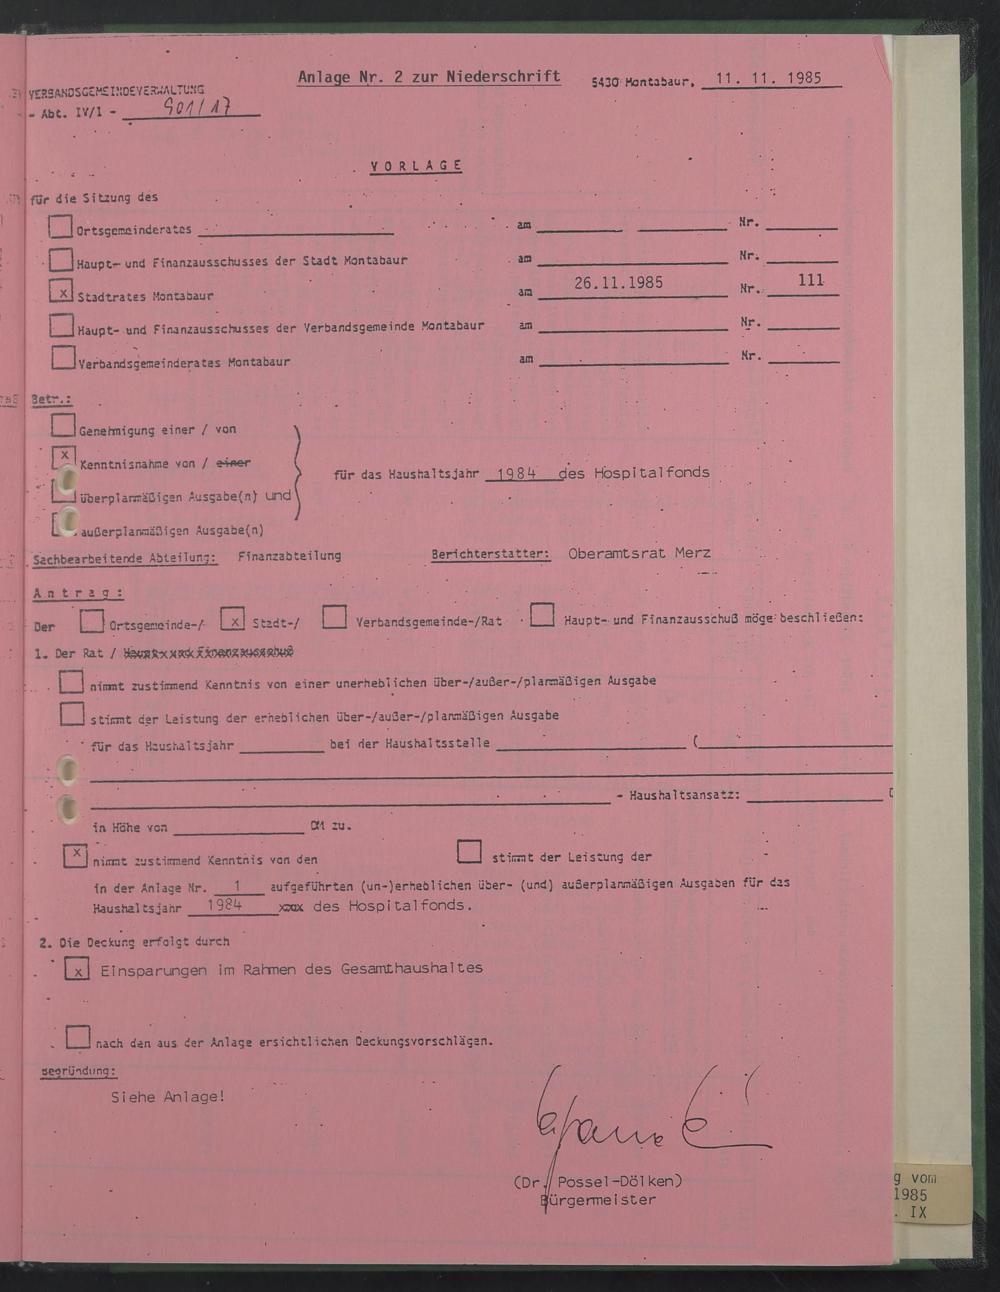 Anlage Nr. 2 zur Niederschrift
5430 Montabaur, 11. 11. 1985
VERBANDSGEMEINDEVERWALTUNG
- Abt. IV/1 - 901/17
VORLAGE
für die Sitzung des
Ortsgemeinderates am Nr.
Haupt- und Finanzausschusses der Stadt Montabaur am Nr.
x Stadtrates Montabaur am 26.11.1985 Nr. 111
Haupt- und Finanzausschusses der Verbandsgemeinde Montabaur am Nr.
Verbandsgemeinderates Montabaur am Nr.
Betr.:
Genehmigung einer / von
x Kenntnisnahme von / einer
für das Haushaltsjahr 1984 des Hospitalfonds
überplanmäßigen Ausgabe(n) und
außerplanmäßigen Ausgabe(n)
Sachbearbeitende Abteilung: Finanzabteilung Berichterstatter: Oberamtsrat Merz
Antrag:
Der Ortsgemeinde-/ x Stadt-/ Verbandsgemeinde-/Rat Haupt- und Finanzausschuß möge beschließen:
1. Der Rat / Haupt- und Finanzausschuß
nimmt zustimmend Kenntnis von einer unerheblichen über-/außer-/planmäßigen Ausgabe
stimmt der Leistung der erheblichen über-/außer-/planmäßigen Ausgabe
für das Haushaltsjahr bei der Haushaltsstelle (
- Haushaltsansatz:
in Höhe von DM zu.
x nimmt zustimmend Kenntnis von den stimmt der Leistung der
in der Anlage Nr. 1 aufgeführten (un-)erheblichen über- (und) außerplanmäßigen Ausgaben für das
Haushaltsjahr 1984 xxxx des Hospitalfonds.
2. Die Deckung erfolgt durch
x Einsparungen im Rahmen des Gesamthaushaltes
nach den aus der Anlage ersichtlichen Deckungsvorschlägen.
Begründung:
Siehe Anlage!
(Dr. Possel-Dölken)
Bürgermeister
g vom
1985
. IX